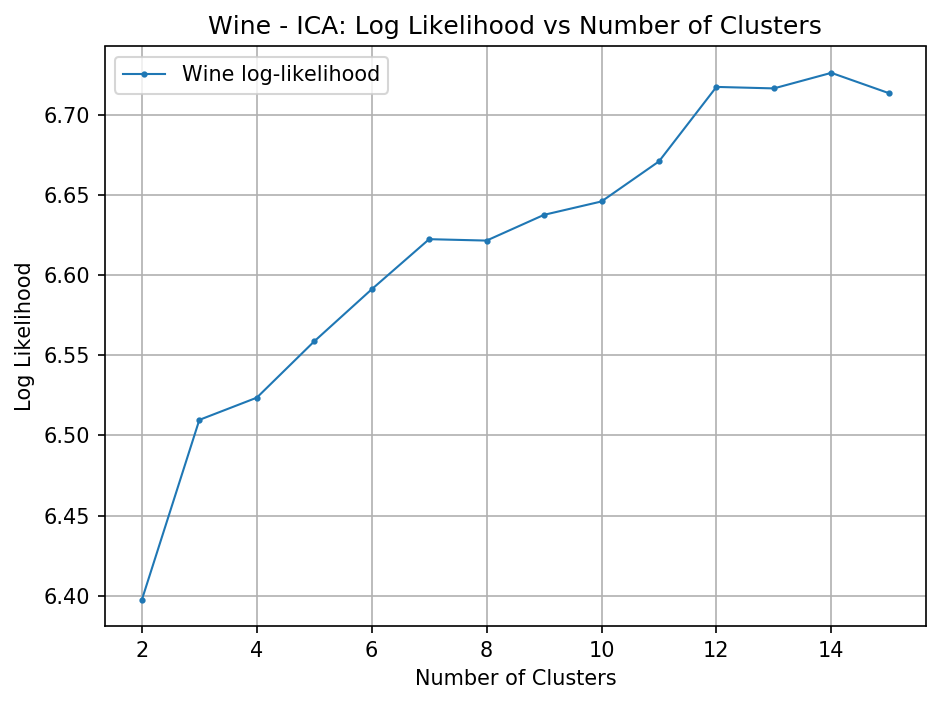 Wine - ICA: Log Likelihood vs Number of Clusters
Wine log-likelihood
6.70
6.65
6.60
6.55
6.50
6.45
6.40
Log Likelihood
2 4 6 8 10 12 14
Number of Clusters